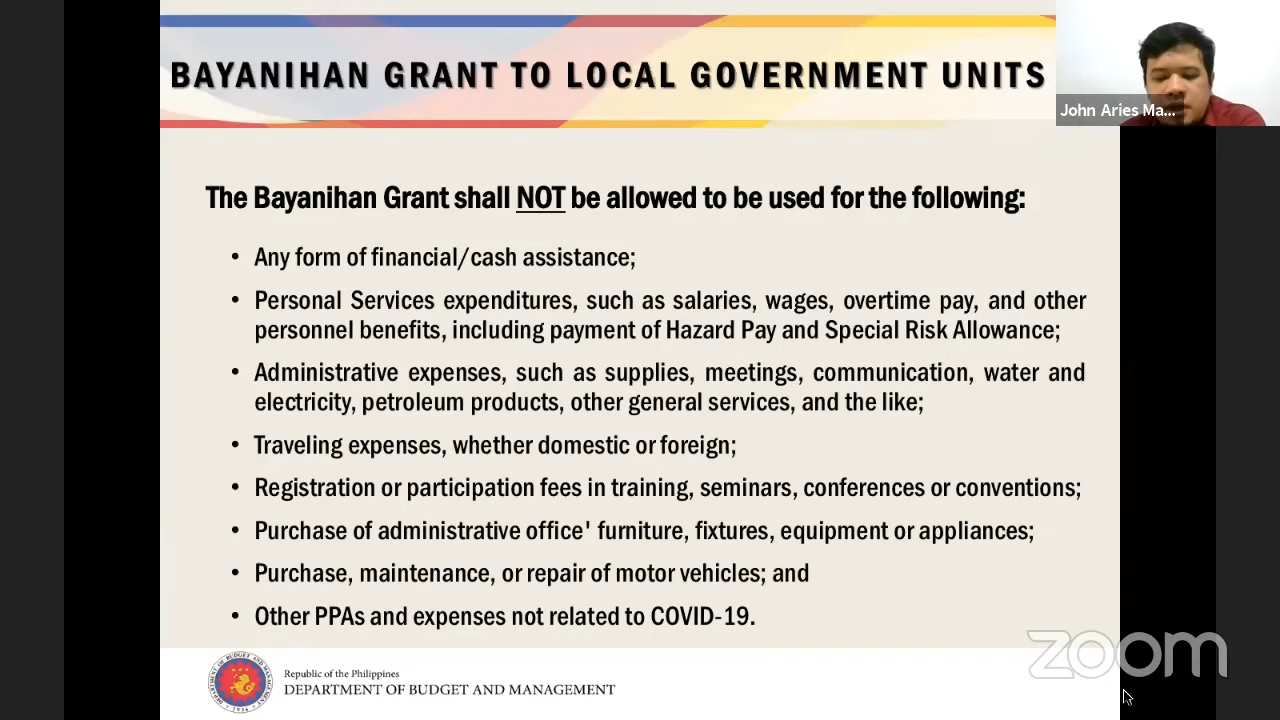 BAYANIHAN GRANT TO LOCAL GOVERNMENT UNITS
John Aries Ma...
The Bayanihan Grant shall NOT be allowed to be used for the following:
• Any form of financial/cash assistance;
• Personal Services expenditures, such as salaries, wages, overtime pay, and other
personnel benefits, including payment of Hazard Pay and Special Risk Allowance;
• Administrative expenses, such as supplies, meetings, communication, water and
electricity, petroleum products, other general services, and the like;
• Traveling expenses, whether domestic or foreign;
• Registration or participation fees in training, seminars, conferences or conventions;
• Purchase of administrative office' furniture, fixtures, equipment or appliances;
• Purchase, maintenance, or repair of motor vehicles; and
• Other PPAs and expenses not related to COVID-19.
zoom
DEPARTMENT OF BUDGET AND MANAGEMENT
1936
Republic of the Philippines
DEPARTMENT OF BUDGET AND MANAGEMENT